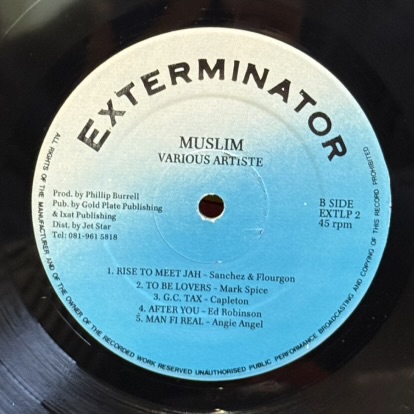 EXTERMINATOR
MUSLIM
VARIOUS ARTISTE
Prod. by Phillip Burrell
Pub. by Gold Plate Publishing
& Ixat Publishing
Dist. by Jet Star
Tel: 081-961 5818
B SIDE
EXTLP 2
45 rpm
1. RISE TO MEET JAH – Sanchez & Flourgon
2. TO BE LOVERS – Mark Spice
3. G.C. TAX – Capleton
4. AFTER YOU – Ed Robinson
5. MAN FI REAL – Angie Angel
ALL RIGHTS OF THE MANUFACTURER AND OF THE OWNER OF THE RECORDED WORK RESERVED UNAUTHORISED PUBLIC PERFORMANCE BROADCASTING AND COPYING OF THIS RECORD PROHIBITED